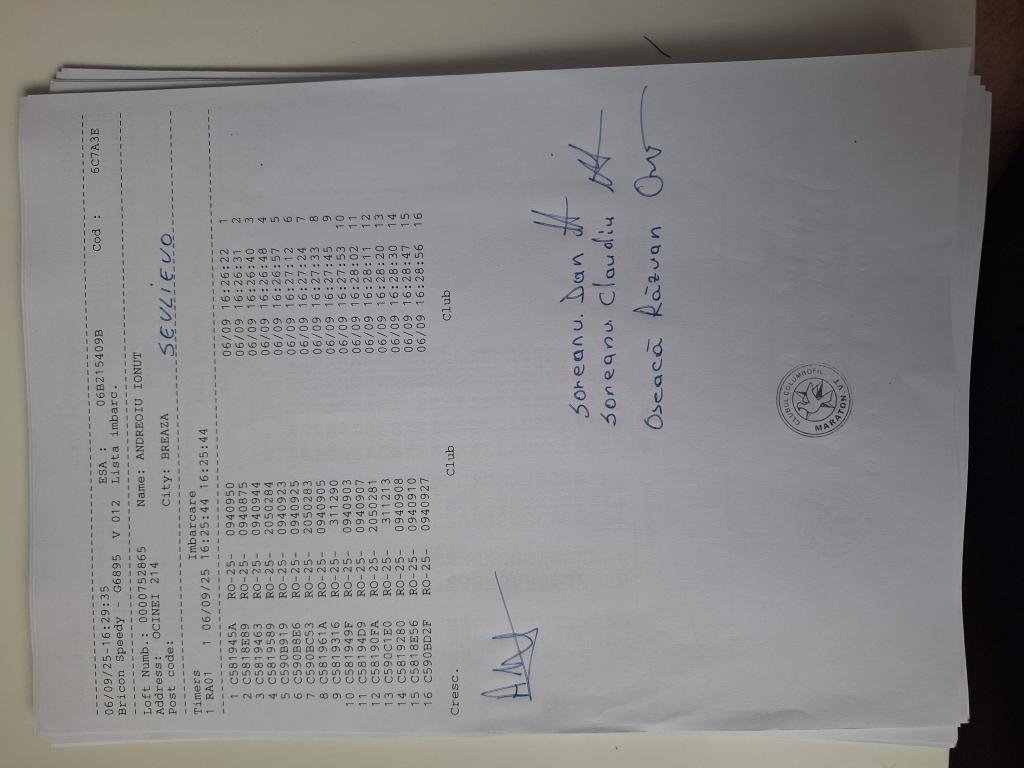 ------------------------------------------------------------
06/09/25-16:29:35 ESA : 06B215409B Cod : 6C7A3E
Bricon Speedy - G6895 V 012 Lista imbarc.
------------------------------------------------------------
Loft Numb.: 0000752865 Name: ANDREOIU IONUT
Address: OCINEI 214
Post code: City: BREAZA SEVLIEVO
------------------------------------------------------------
Timers Imbarcare
1 RA01 1 06/09/25 16:25:44 16:25:44
------------------------------------------------------------
1 C581945A RO-25- 0940950 06/09 16:26:22 1
2 C5818E89 RO-25- 0940875 06/09 16:26:31 2
3 C5819463 RO-25- 0940944 06/09 16:26:40 3
4 C5819589 RO-25- 2050284 06/09 16:26:48 4
5 C590B919 RO-25- 0940923 06/09 16:26:57 5
6 C590B8E6 RO-25- 0940925 06/09 16:27:12 6
7 C590BC53 RO-25- 2050283 06/09 16:27:24 7
8 C581961A RO-25- 0940905 06/09 16:27:33 8
9 C5819316 RO-25- 311290 06/09 16:27:45 9
10 C581949F RO-25- 0940903 06/09 16:27:53 10
11 C58194D9 RO-25- 0940907 06/09 16:28:02 11
12 C58190FA RO-25- 2050281 06/09 16:28:11 12
13 C590C1E0 RO-25- 311213 06/09 16:28:20 13
14 C5819280 RO-25- 0940908 06/09 16:28:30 14
15 C5818E56 RO-25- 0940910 06/09 16:28:47 15
16 C590BD2F RO-25- 0940927 06/09 16:28:56 16
Cresc. Club Club
Soreanu. Dan
Soreanu Claudiu
Oseacă Răzvan
CLUBUL COLUMBOFIL
MARATON VT